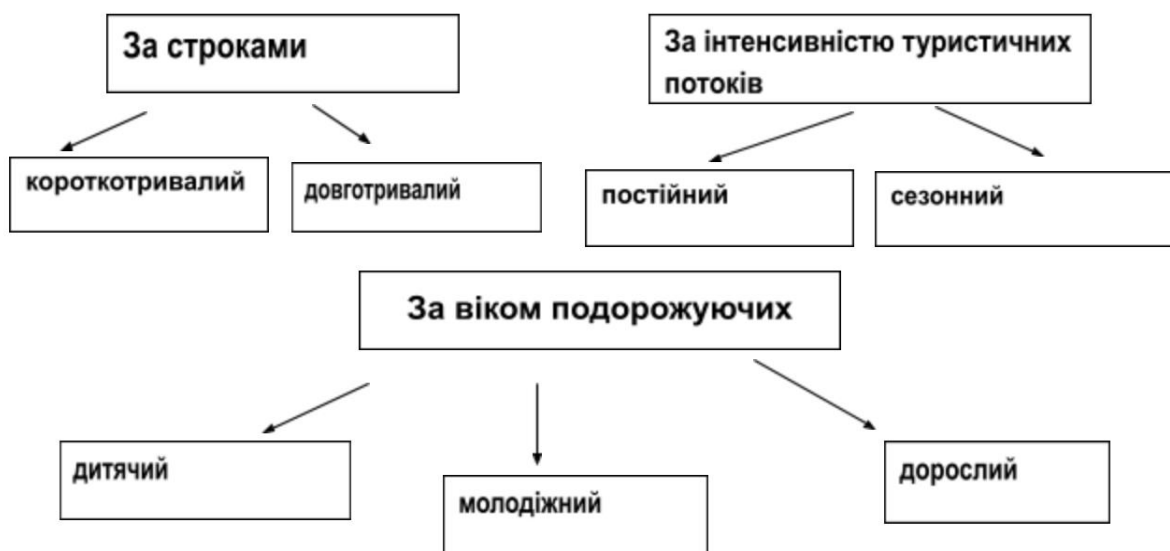 За строками
За інтенсивністю туристичних
потоків
короткотривалий
довготривалий
постійний
сезонний
За віком подорожуючих
дитячий
молодіжний
дорослий